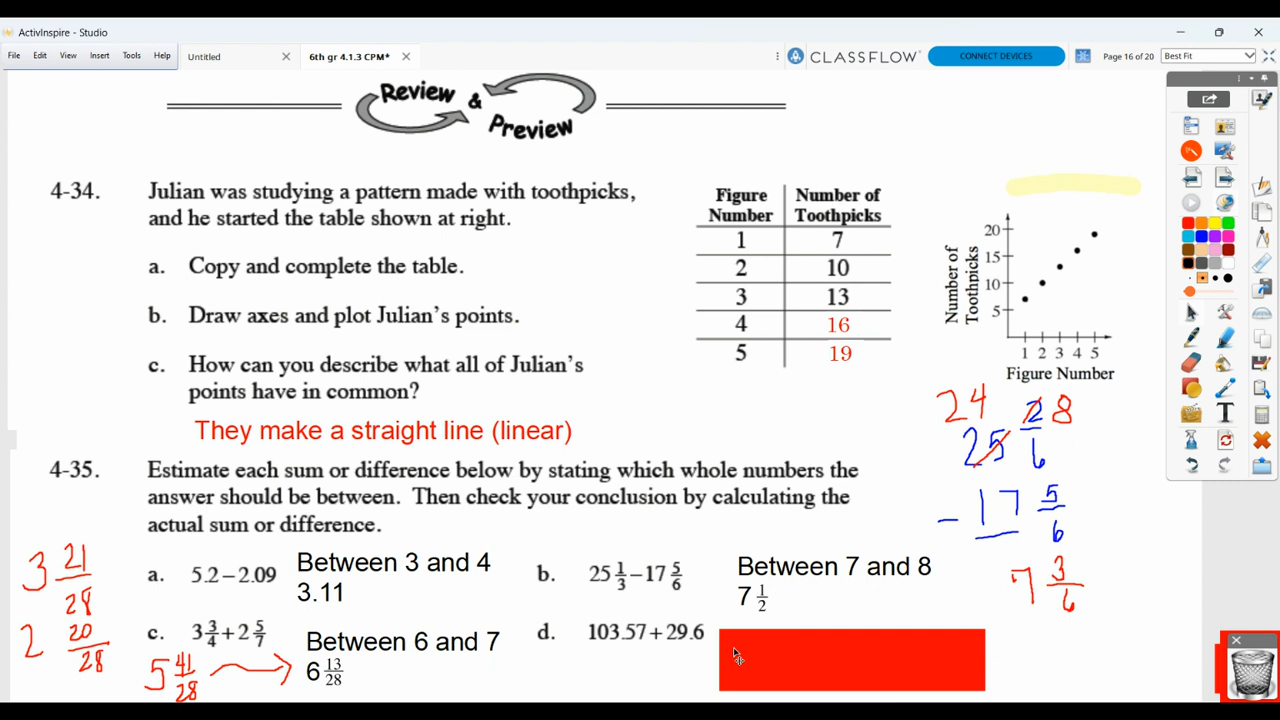 ActivInspire - Studio
File Edit View Insert Tools Help
Untitled
6th gr 4.1.3 CPM*
CLASSFLOW
CONNECT DEVICES
Page 16 of 20
Best Fit
Review & Preview
4-34. Julian was studying a pattern made with toothpicks,
and he started the table shown at right.
a. Copy and complete the table.
b. Draw axes and plot Julian's points.
c. How can you describe what all of Julian's
points have in common?
They make a straight line (linear)
Figure Number Number of Toothpicks
1 7
2 10
3 13
4 16
5 19
Number of Toothpicks
20
15
10
5
1 2 3 4 5
Figure Number
24 8
25 2/6
- 17 5/6
7 3/6
4-35. Estimate each sum or difference below by stating which whole numbers the
answer should be between. Then check your conclusion by calculating the
actual sum or difference.
a. 5.2 – 2.09 Between 3 and 4
3.11
b. 25 1/3 – 17 5/6 Between 7 and 8
7 1/2
3 21/28
2 20/28
5 41/28
c. 3 3/4 + 2 5/7 Between 6 and 7
6 13/28
d. 103.57 + 29.6